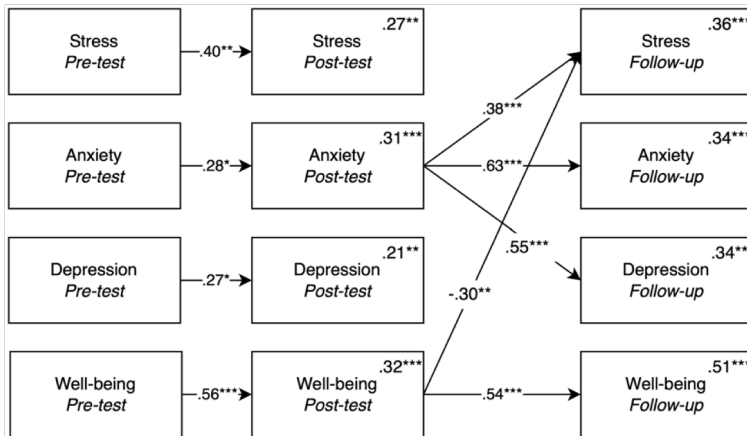 .27**
.36***
Stress
Pre-test
.40**
Stress
Post-test
Stress
Follow-up
.38***
.31***
.34***
Anxiety
Pre-test
.28*
Anxiety
Post-test
.63***
Anxiety
Follow-up
.55***
.21**
.34**
Depression
Pre-test
.27*
Depression
Post-test
-.30**
Depression
Follow-up
.32***
.51***
Well-being
Pre-test
.56***
Well-being
Post-test
.54***
Well-being
Follow-up